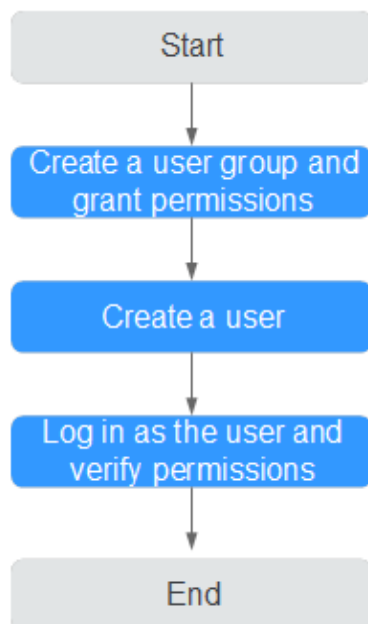 Start
Create a user group and
grant permissions
Create a user
Log in as the user and
verify permissions
End